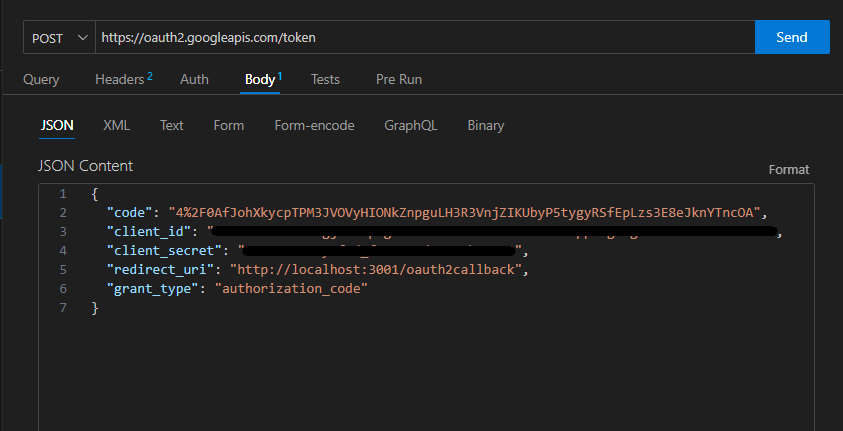 POST https://oauth2.googleapis.com/token Send
Query Headers 2 Auth Body 1 Tests Pre Run
JSON XML Text Form Form-encode GraphQL Binary
JSON Content Format
1 {
2 "code": "4%2F0AfJohXkycpTPM3JVOVyHIONkZnpguLH3R3VnjZIKUbyP5tygyRSfEpLzs3E8eJknYTncOA",
3 "client_id": " ,
4 "client_secret": " ",
5 "redirect_uri": "http://localhost:3001/oauth2callback",
6 "grant_type": "authorization_code"
7 }